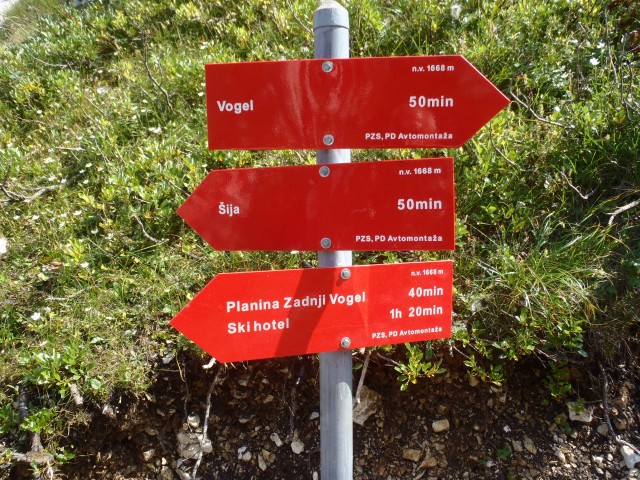 n.v. 1668 m
Vogel 50min
PZS, PD Avtomontaža
n.v. 1668 m
Šija 50min
PZS, PD Avtomontaža
n.v. 1668 m
Planina Zadnji Vogel 40min
Ski hotel 1h 20min
PZS, PD Avtomontaža